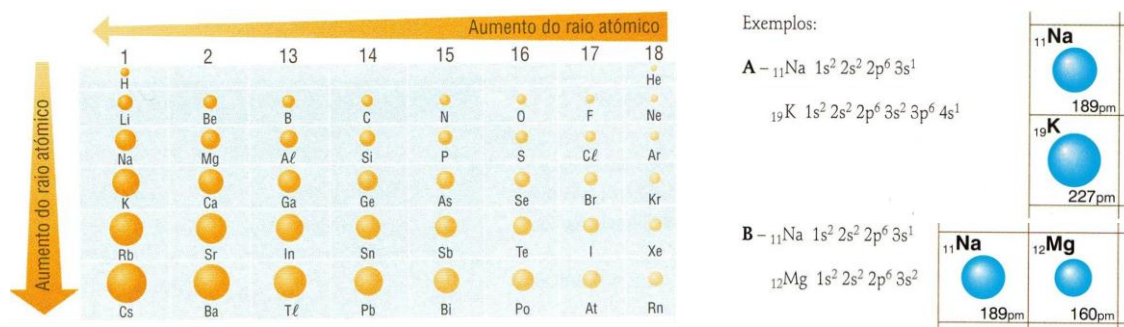 Aumento do raio atómico
Aumento do raio atómico
1 2 13 14 15 16 17 18
H He
Li Be B C N O F Ne
Na Mg Aℓ Si P S Cℓ Ar
K Ca Ga Ge As Se Br Kr
Rb Sr In Sn Sb Te I Xe
Cs Ba Tℓ Pb Bi Po At Rn
Exemplos:
A – ₁₁Na 1s² 2s² 2p⁶ 3s¹
₁₉K 1s² 2s² 2p⁶ 3s² 3p⁶ 4s¹
₁₁Na
189pm
₁₉K
227pm
B – ₁₁Na 1s² 2s² 2p⁶ 3s¹
₁₂Mg 1s² 2s² 2p⁶ 3s²
₁₁Na ₁₂Mg
189pm 160pm